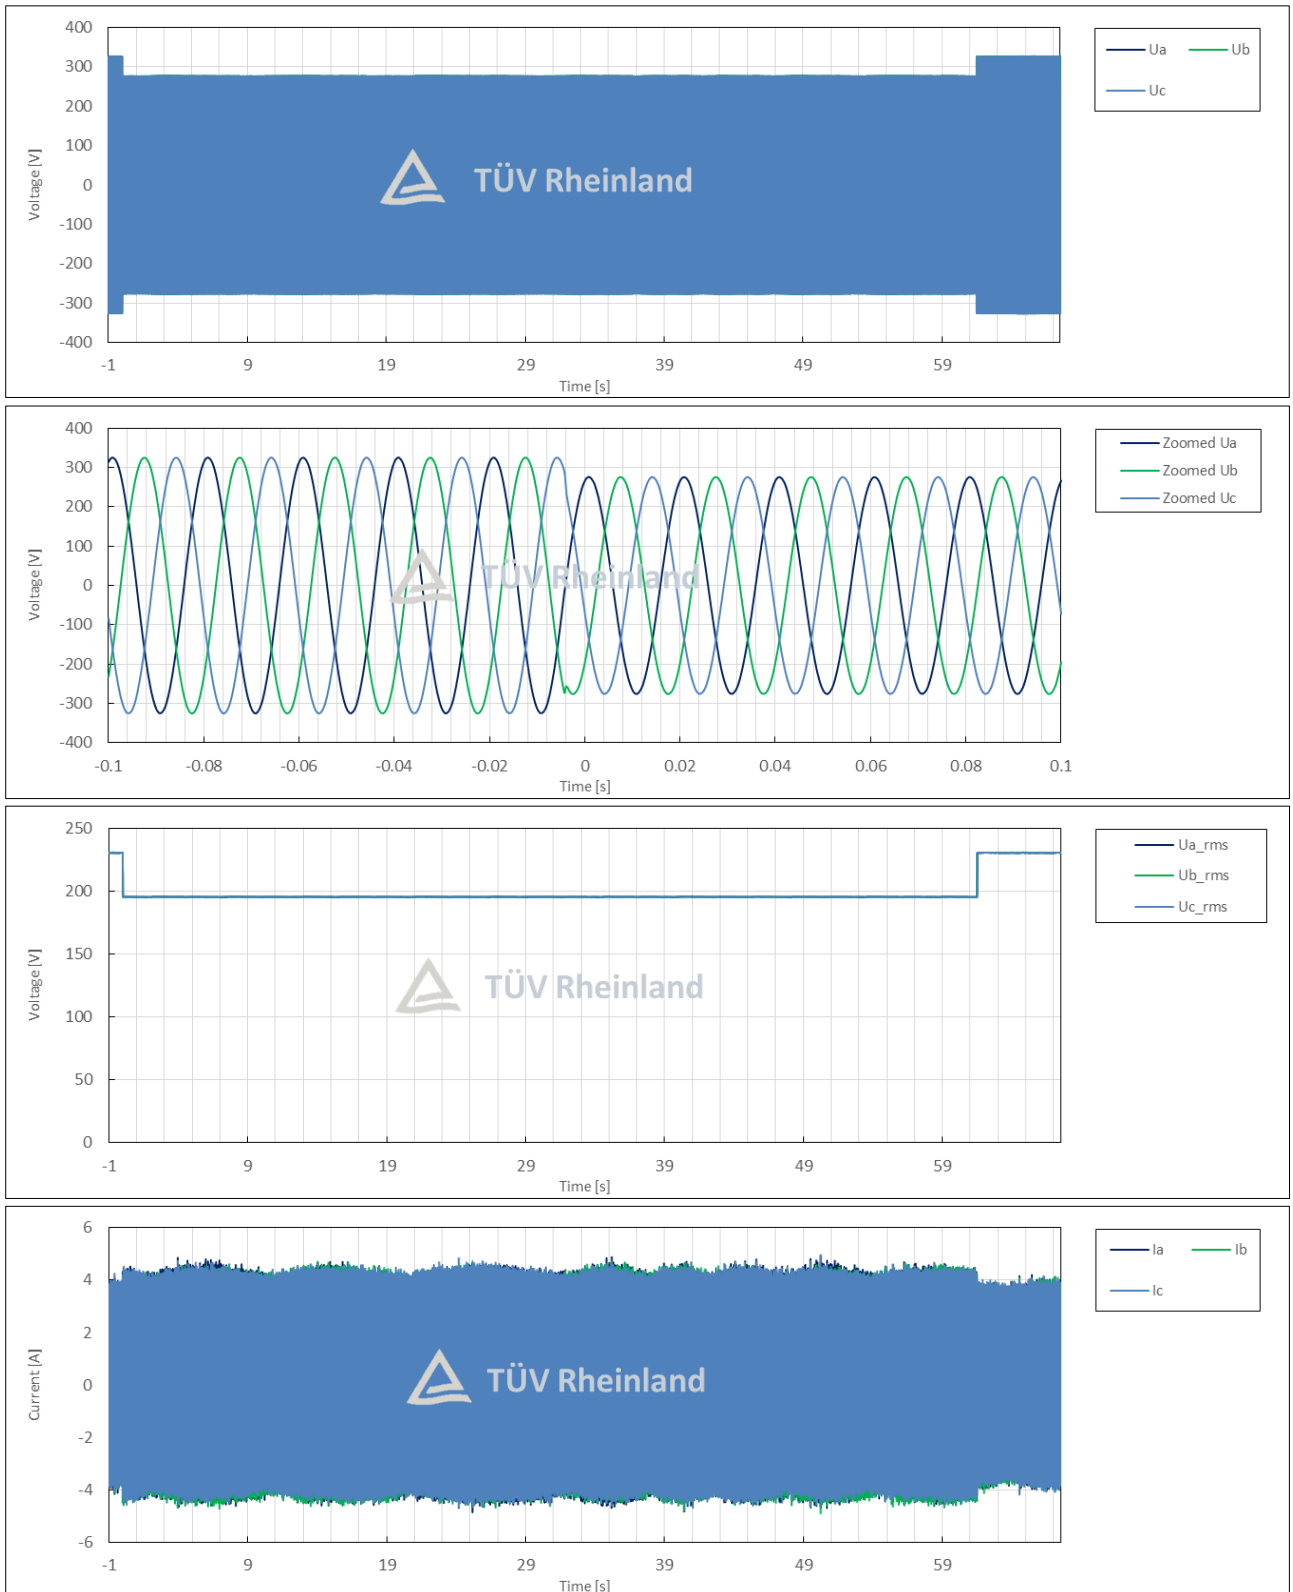 400
300
200
100
0
-100
-200
-300
-400
Voltage [V]
-1 9 19 29 39 49 59
Time [s]
Ua Ub
Uc
TÜV Rheinland
400
300
200
100
0
-100
-200
-300
-400
Voltage [V]
-0.1 -0.08 -0.06 -0.04 -0.02 0 0.02 0.04 0.06 0.08 0.1
Time [s]
Zoomed Ua
Zoomed Ub
Zoomed Uc
TÜV Rheinland
250
200
150
100
50
0
Voltage [V]
-1 9 19 29 39 49 59
Time [s]
Ua_rms
Ub_rms
Uc_rms
TÜV Rheinland
6
4
2
0
-2
-4
-6
Current [A]
-1 9 19 29 39 49 59
Time [s]
Ia Ib
Ic
TÜV Rheinland